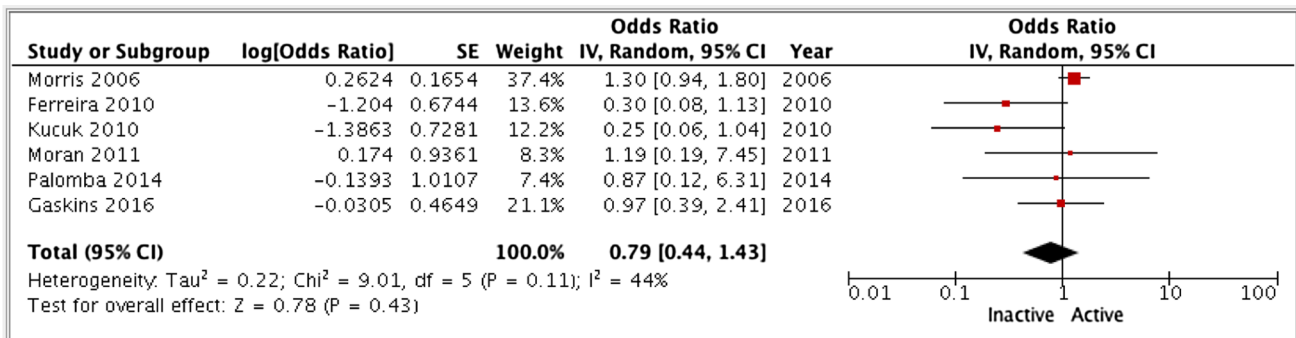 Odds Ratio Odds Ratio
Study or Subgroup log[Odds Ratio] SE Weight IV, Random, 95% CI Year IV, Random, 95% CI
Morris 2006 0.2624 0.1654 37.4% 1.30 [0.94, 1.80] 2006
Ferreira 2010 −1.204 0.6744 13.6% 0.30 [0.08, 1.13] 2010
Kucuk 2010 −1.3863 0.7281 12.2% 0.25 [0.06, 1.04] 2010
Moran 2011 0.174 0.9361 8.3% 1.19 [0.19, 7.45] 2011
Palomba 2014 −0.1393 1.0107 7.4% 0.87 [0.12, 6.31] 2014
Gaskins 2016 −0.0305 0.4649 21.1% 0.97 [0.39, 2.41] 2016
Total (95% CI) 100.0% 0.79 [0.44, 1.43]
Heterogeneity: Tau² = 0.22; Chi² = 9.01, df = 5 (P = 0.11); I² = 44%
Test for overall effect: Z = 0.78 (P = 0.43)
0.01 0.1 1 10 100
Inactive Active